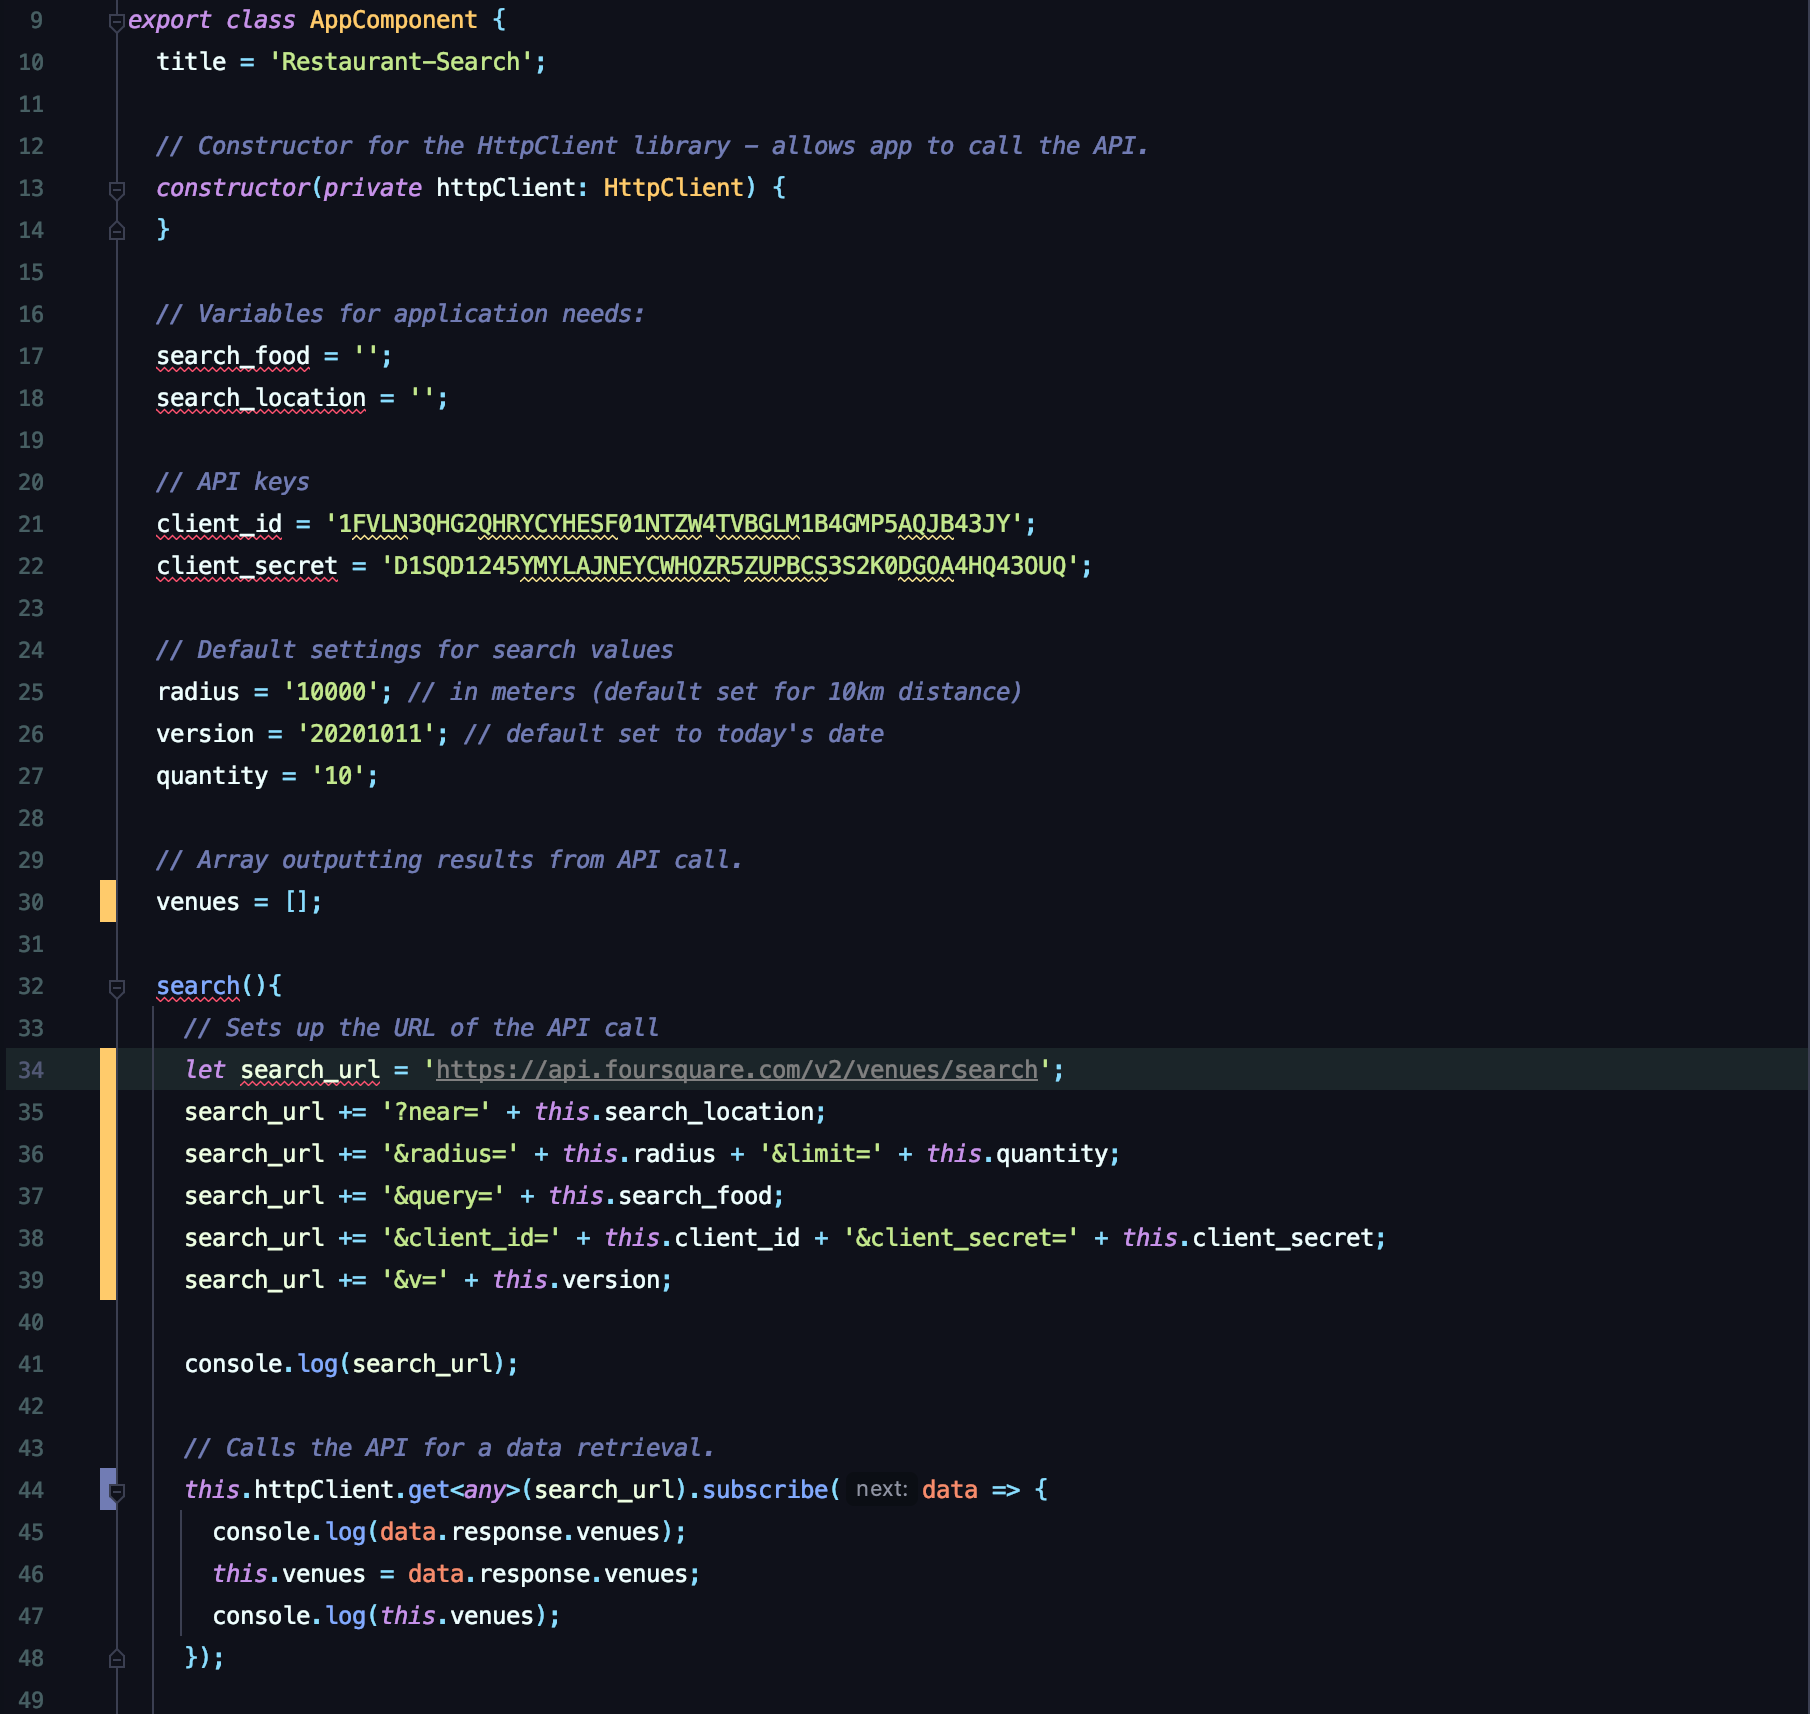 9 export class AppComponent {
10 title = 'Restaurant-Search';
11
12 // Constructor for the HttpClient library - allows app to call the API.
13 constructor(private httpClient: HttpClient) {
14 }
15
16 // Variables for application needs:
17 search_food = '';
18 search_location = '';
19
20 // API keys
21 client_id = '1FVLN3QHG2QHRYCYHESF01NTZW4TVBGLM1B4GMP5AQJB43JY';
22 client_secret = 'D1SQD1245YMYLAJNEYCWHOZR5ZUPBCS3S2K0DGOA4HQ43OUQ';
23
24 // Default settings for search values
25 radius = '10000'; // in meters (default set for 10km distance)
26 version = '20201011'; // default set to today's date
27 quantity = '10';
28
29 // Array outputting results from API call.
30 venues = [];
31
32 search(){
33 // Sets up the URL of the API call
34 let search_url = 'https://api.foursquare.com/v2/venues/search';
35 search_url += '?near=' + this.search_location;
36 search_url += '&radius=' + this.radius + '&limit=' + this.quantity;
37 search_url += '&query=' + this.search_food;
38 search_url += '&client_id=' + this.client_id + '&client_secret=' + this.client_secret;
39 search_url += '&v=' + this.version;
40
41 console.log(search_url);
42
43 // Calls the API for a data retrieval.
44 this.httpClient.get<any>(search_url).subscribe( next: data => {
45 console.log(data.response.venues);
46 this.venues = data.response.venues;
47 console.log(this.venues);
48 });
49